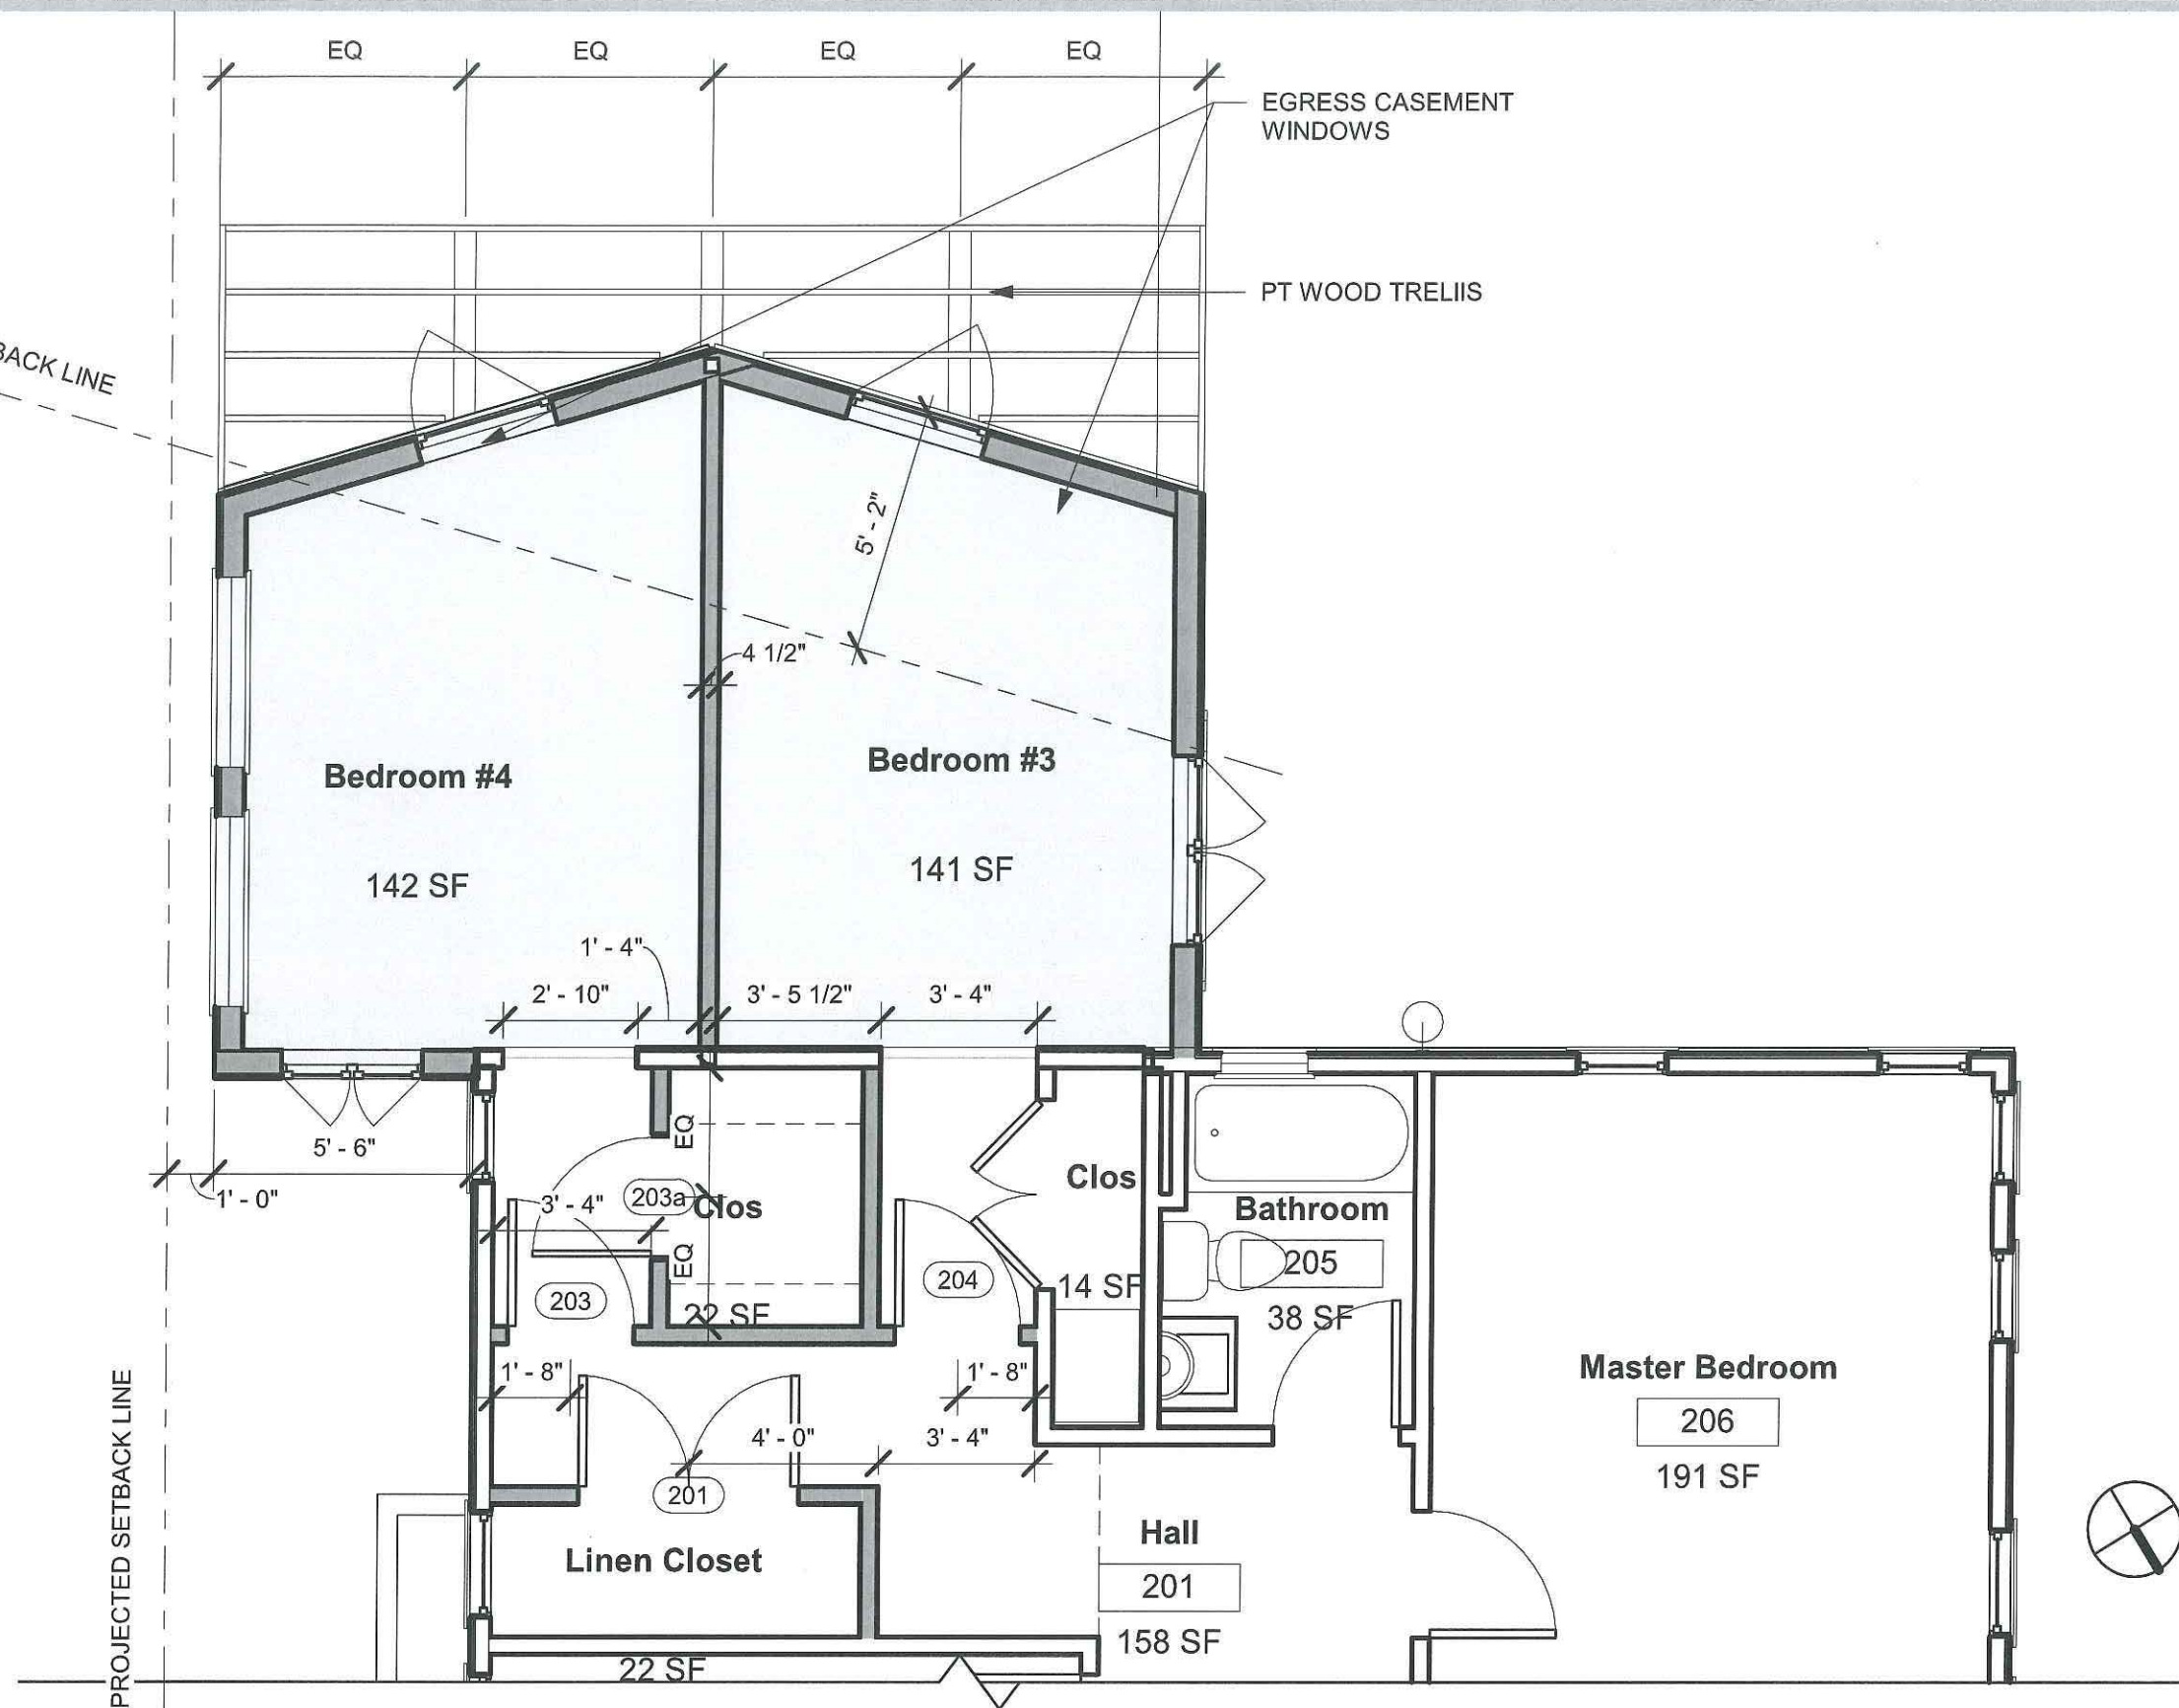 EQ
EQ
EQ
EQ
EGRESS CASEMENT
WINDOWS
PT WOOD TRELIIS
BACK LINE
5' - 2"
4 1/2"
Bedroom #4
142 SF
Bedroom #3
141 SF
1' - 4"
2' - 10"
3' - 5 1/2"
3' - 4"
5' - 6"
1' - 0"
EQ
3' - 4"
203a
Clos
EQ
203
22 SF
204
Clos
14 SF
Bathroom
205
38 SF
1' - 8"
1' - 8"
4' - 0"
3' - 4"
201
Master Bedroom
206
191 SF
Linen Closet
22 SF
Hall
201
158 SF
PROJECTED SETBACK LINE